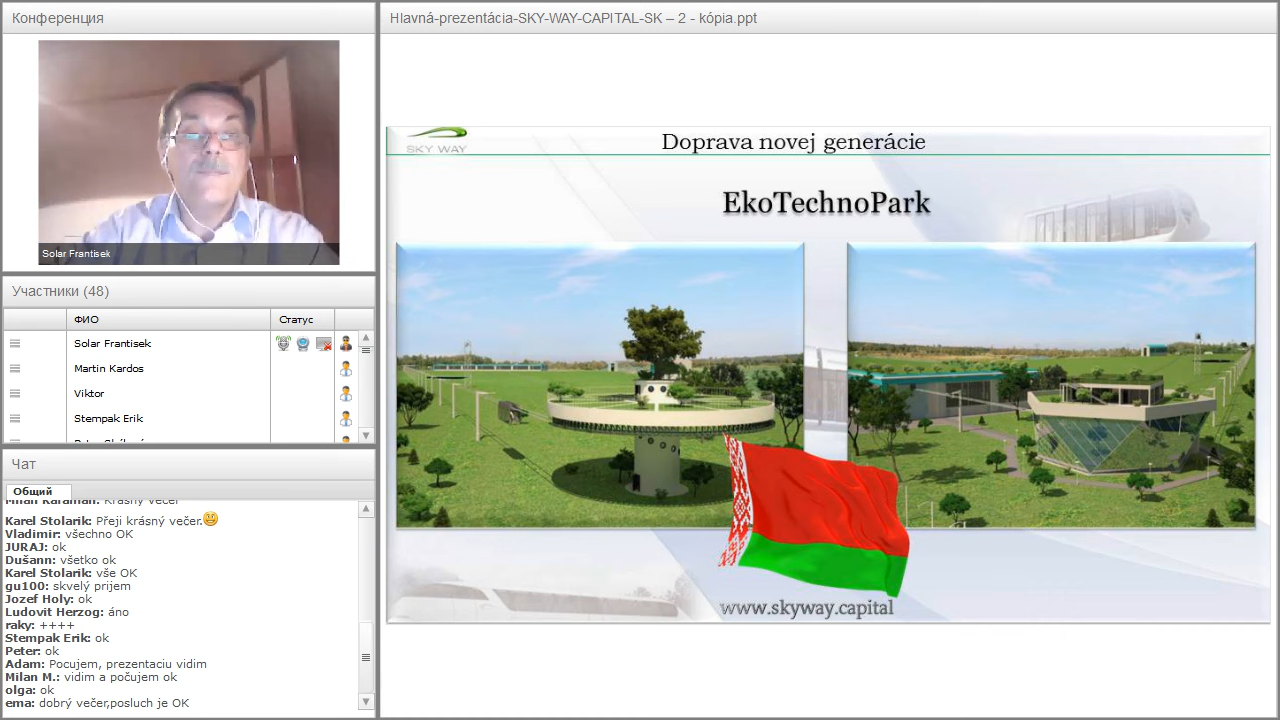 Конференция
Solar Frantisek
Участники (48)
ФИО
Статус
Solar Frantisek
Martin Kardos
Viktor
Stempak Erik
Чат
Общий
Milan Karaman: Krásny večer
Karel Stolarik: Přeji krásný večer.
Vladimir: všechno OK
JURAJ: ok
Dušann: všetko ok
Karel Stolarik: vše OK
gu100: skvelý prijem
Jozef Holy: ok
Ludovit Herzog: áno
raky: ++++
Stempak Erik: ok
Peter: ok
Adam: Pocujem, prezentaciu vidim
Milan M.: vidim a počujem ok
olga: ok
ema: dobrý večer,posluch je OK
Hlavná-prezentácia-SKY-WAY-CAPITAL-SK – 2 - kópia.ppt
SKY WAY
Doprava novej generácie
EkoTechnoPark
www.skyway.capital